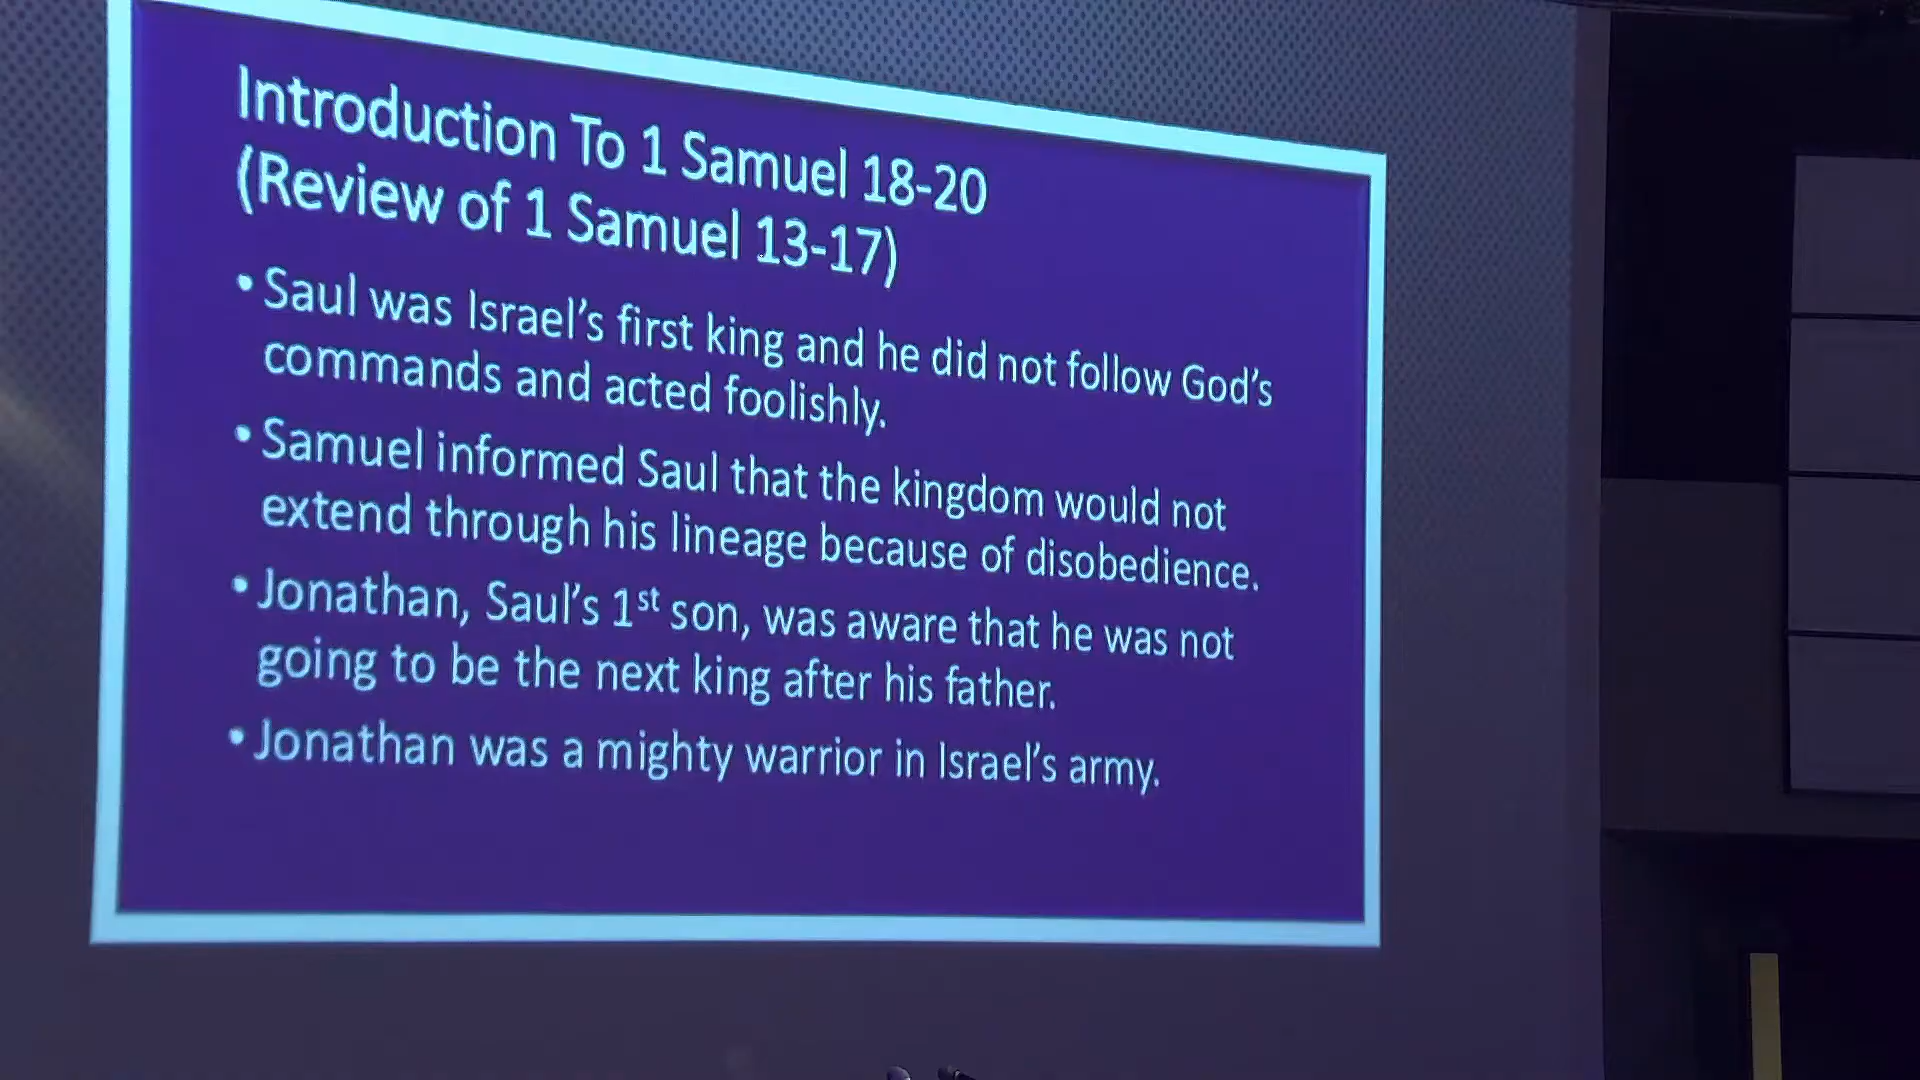 Introduction To 1 Samuel 18-20
(Review of 1 Samuel 13-17)
• Saul was Israel's first king and he did not follow God's
commands and acted foolishly.
• Samuel informed Saul that the kingdom would not
extend through his lineage because of disobedience.
• Jonathan, Saul's 1st son, was aware that he was not
going to be the next king after his father.
• Jonathan was a mighty warrior in Israel's army.